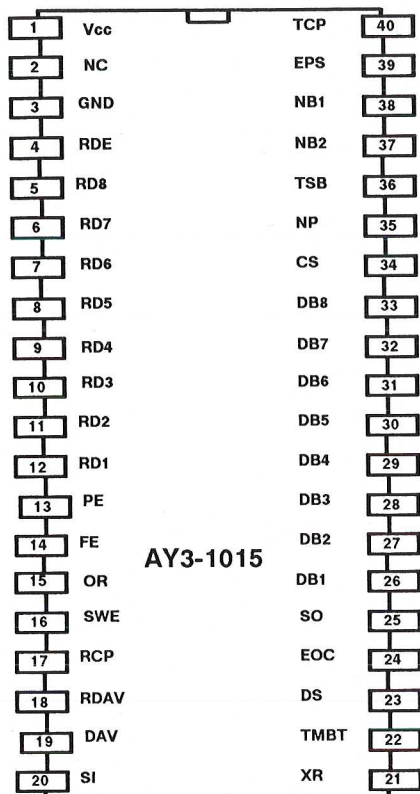 1 Vcc TCP 40
2 NC EPS 39
3 GND NB1 38
4 RDE NB2 37
5 RD8 TSB 36
6 RD7 NP 35
7 RD6 CS 34
8 RD5 DB8 33
9 RD4 DB7 32
10 RD3 DB6 31
11 RD2 DB5 30
12 RD1 DB4 29
13 PE DB3 28
14 FE DB2 27
AY3-1015
15 OR DB1 26
16 SWE SO 25
17 RCP EOC 24
18 RDAV DS 23
19 DAV TMBT 22
20 SI XR 21